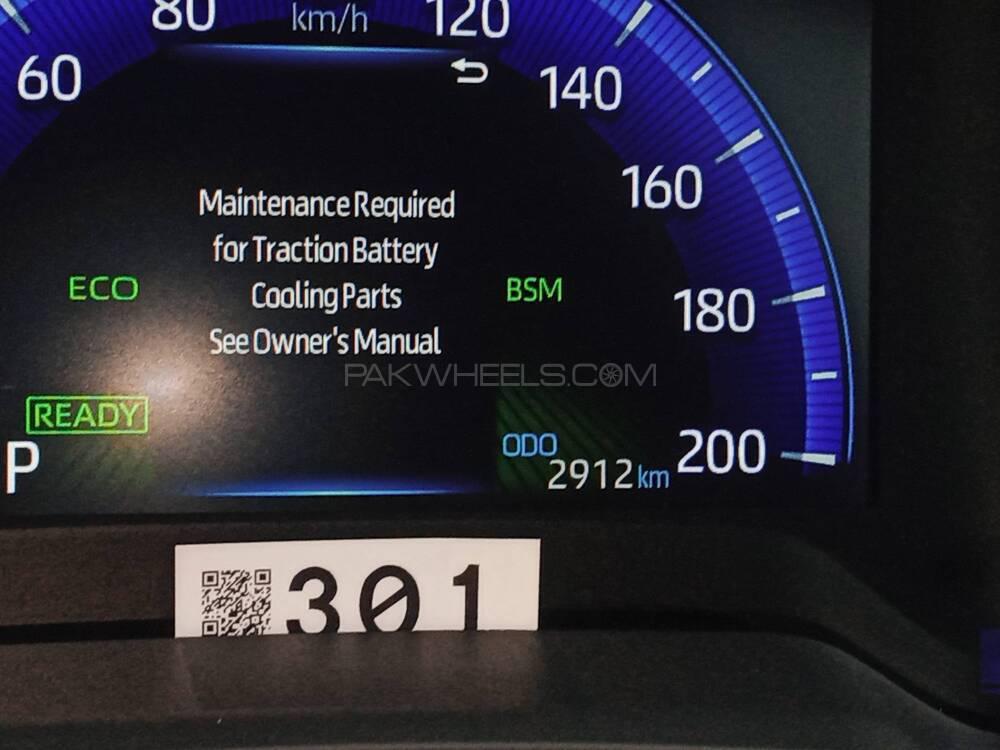 80 km/h 120
60
140
Maintenance Required
160
for Traction Battery
ECO
Cooling Parts
BSM
180
See Owner's Manual
PAKWHEELS.COM
READY
ODO
200
P
2912 km
301